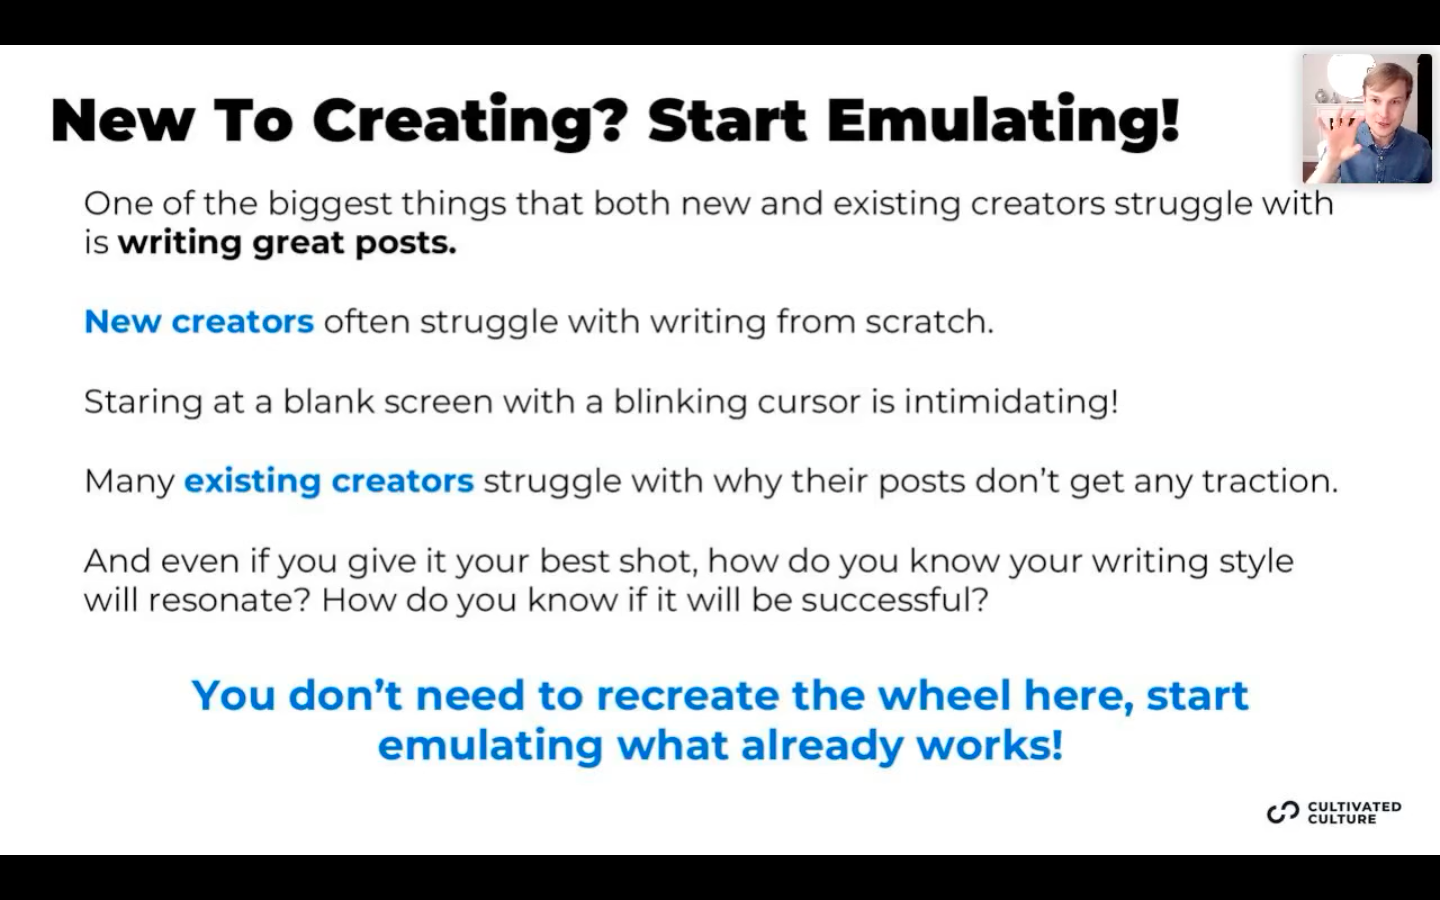 New To Creating? Start Emulating!
One of the biggest things that both new and existing creators struggle with
is writing great posts.
New creators often struggle with writing from scratch.
Staring at a blank screen with a blinking cursor is intimidating!
Many existing creators struggle with why their posts don’t get any traction.
And even if you give it your best shot, how do you know your writing style
will resonate? How do you know if it will be successful?
You don’t need to recreate the wheel here, start
emulating what already works!
CULTIVATED
CULTURE